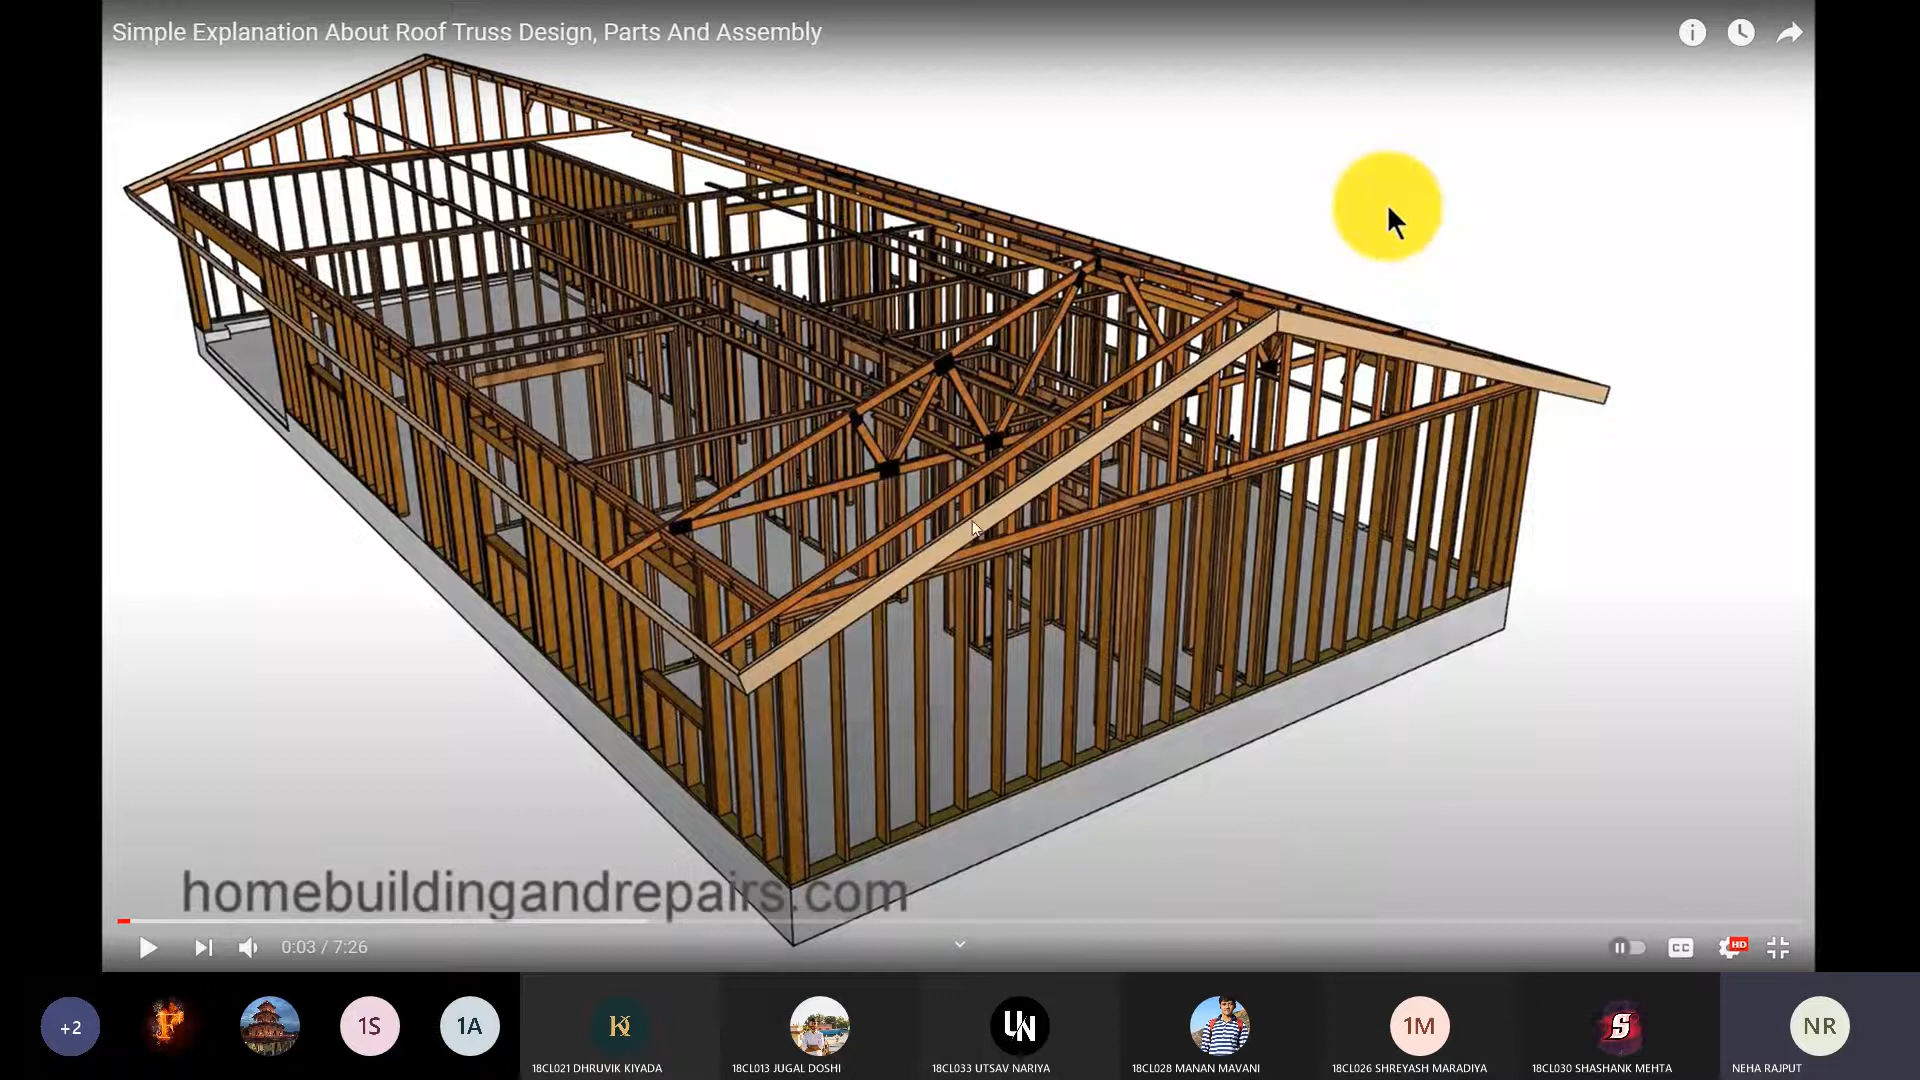 Simple Explanation About Roof Truss Design, Parts And Assembly
homebuildingandrepairs.com
0:03 / 7:26
CC
HD
+2
F
1S
1A
K
UN
1M
S
NR
18CL021 DHRUVIK KIYADA
18CL013 JUGAL DOSHI
18CL033 UTSAV NARIYA
18CL028 MANAN MAVANI
18CL026 SHREYASH MARADIYA
18CL030 SHASHANK MEHTA
NEHA RAJPUT